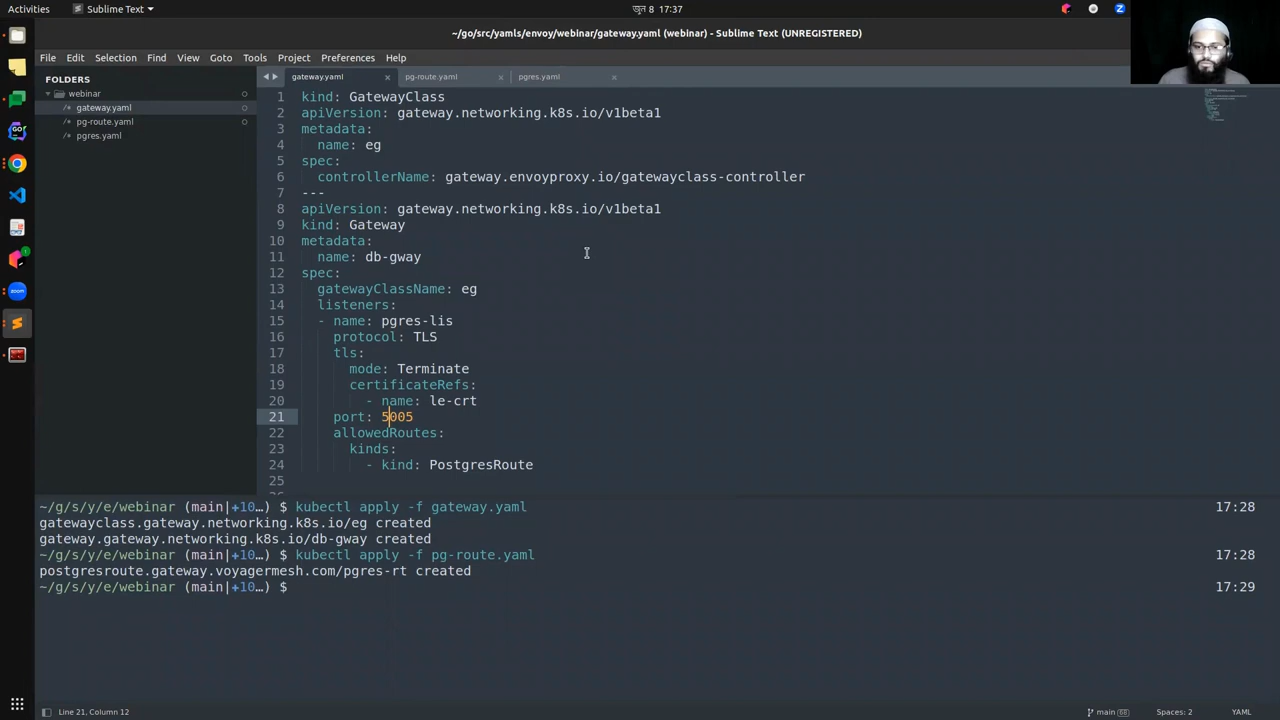 Activities
Sublime Text
জুন 8 17:37
~/go/src/yamls/envoy/webinar/gateway.yaml (webinar) - Sublime Text (UNREGISTERED)
File Edit Selection Find View Goto Tools Project Preferences Help
FOLDERS
webinar
/* gateway.yaml
/* pg-route.yaml
/* pgres.yaml
gateway.yaml × pg-route.yaml × pgres.yaml ×
1 kind: GatewayClass
2 apiVersion: gateway.networking.k8s.io/v1beta1
3 metadata:
4 name: eg
5 spec:
6 controllerName: gateway.envoyproxy.io/gatewayclass-controller
7 ---
8 apiVersion: gateway.networking.k8s.io/v1beta1
9 kind: Gateway
10 metadata:
11 name: db-gway
12 spec:
13 gatewayClassName: eg
14 listeners:
15 - name: pgres-lis
16 protocol: TLS
17 tls:
18 mode: Terminate
19 certificateRefs:
20 - name: le-crt
21 port: 5005
22 allowedRoutes:
23 kinds:
24 - kind: PostgresRoute
25
~/g/s/y/e/webinar (main|+10…) $ kubectl apply -f gateway.yaml 17:28
gatewayclass.gateway.networking.k8s.io/eg created
gateway.gateway.networking.k8s.io/db-gway created
~/g/s/y/e/webinar (main|+10…) $ kubectl apply -f pg-route.yaml 17:28
postgresroute.gateway.voyagermesh.com/pgres-rt created
~/g/s/y/e/webinar (main|+10…) $ 17:29
Line 21, Column 12
main 68
Spaces: 2
YAML